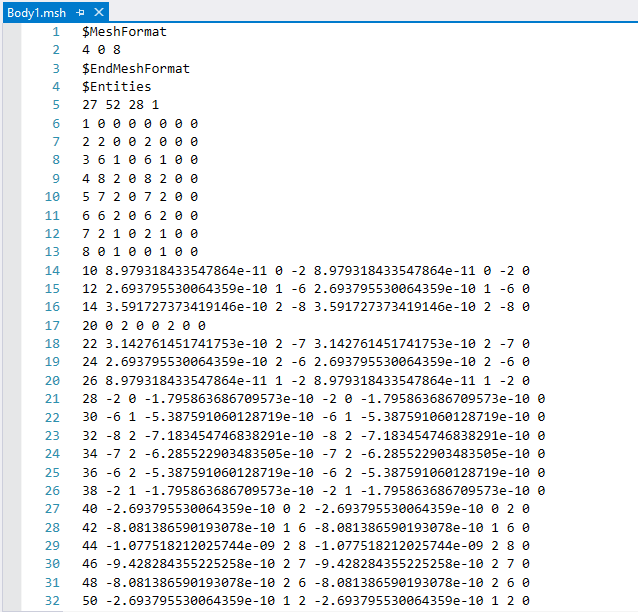 Body1.msh
1 $MeshFormat
2 4 0 8
3 $EndMeshFormat
4 $Entities
5 27 52 28 1
6 1 0 0 0 0 0 0 0
7 2 2 0 0 2 0 0 0
8 3 6 1 0 6 1 0 0
9 4 8 2 0 8 2 0 0
10 5 7 2 0 7 2 0 0
11 6 6 2 0 6 2 0 0
12 7 2 1 0 2 1 0 0
13 8 0 1 0 0 1 0 0
14 10 8.979318433547864e-11 0 -2 8.979318433547864e-11 0 -2 0
15 12 2.693795530064359e-10 1 -6 2.693795530064359e-10 1 -6 0
16 14 3.591727373419146e-10 2 -8 3.591727373419146e-10 2 -8 0
17 20 0 2 0 0 2 0 0
18 22 3.142761451741753e-10 2 -7 3.142761451741753e-10 2 -7 0
19 24 2.693795530064359e-10 2 -6 2.693795530064359e-10 2 -6 0
20 26 8.979318433547864e-11 1 -2 8.979318433547864e-11 1 -2 0
21 28 -2 0 -1.795863686709573e-10 -2 0 -1.795863686709573e-10 0
22 30 -6 1 -5.387591060128719e-10 -6 1 -5.387591060128719e-10 0
23 32 -8 2 -7.183454746838291e-10 -8 2 -7.183454746838291e-10 0
24 34 -7 2 -6.285522903483505e-10 -7 2 -6.285522903483505e-10 0
25 36 -6 2 -5.387591060128719e-10 -6 2 -5.387591060128719e-10 0
26 38 -2 1 -1.795863686709573e-10 -2 1 -1.795863686709573e-10 0
27 40 -2.693795530064359e-10 0 2 -2.693795530064359e-10 0 2 0
28 42 -8.081386590193078e-10 1 6 -8.081386590193078e-10 1 6 0
29 44 -1.077518212025744e-09 2 8 -1.077518212025744e-09 2 8 0
30 46 -9.428284355225258e-10 2 7 -9.428284355225258e-10 2 7 0
31 48 -8.081386590193078e-10 2 6 -8.081386590193078e-10 2 6 0
32 50 -2.693795530064359e-10 1 2 -2.693795530064359e-10 1 2 0